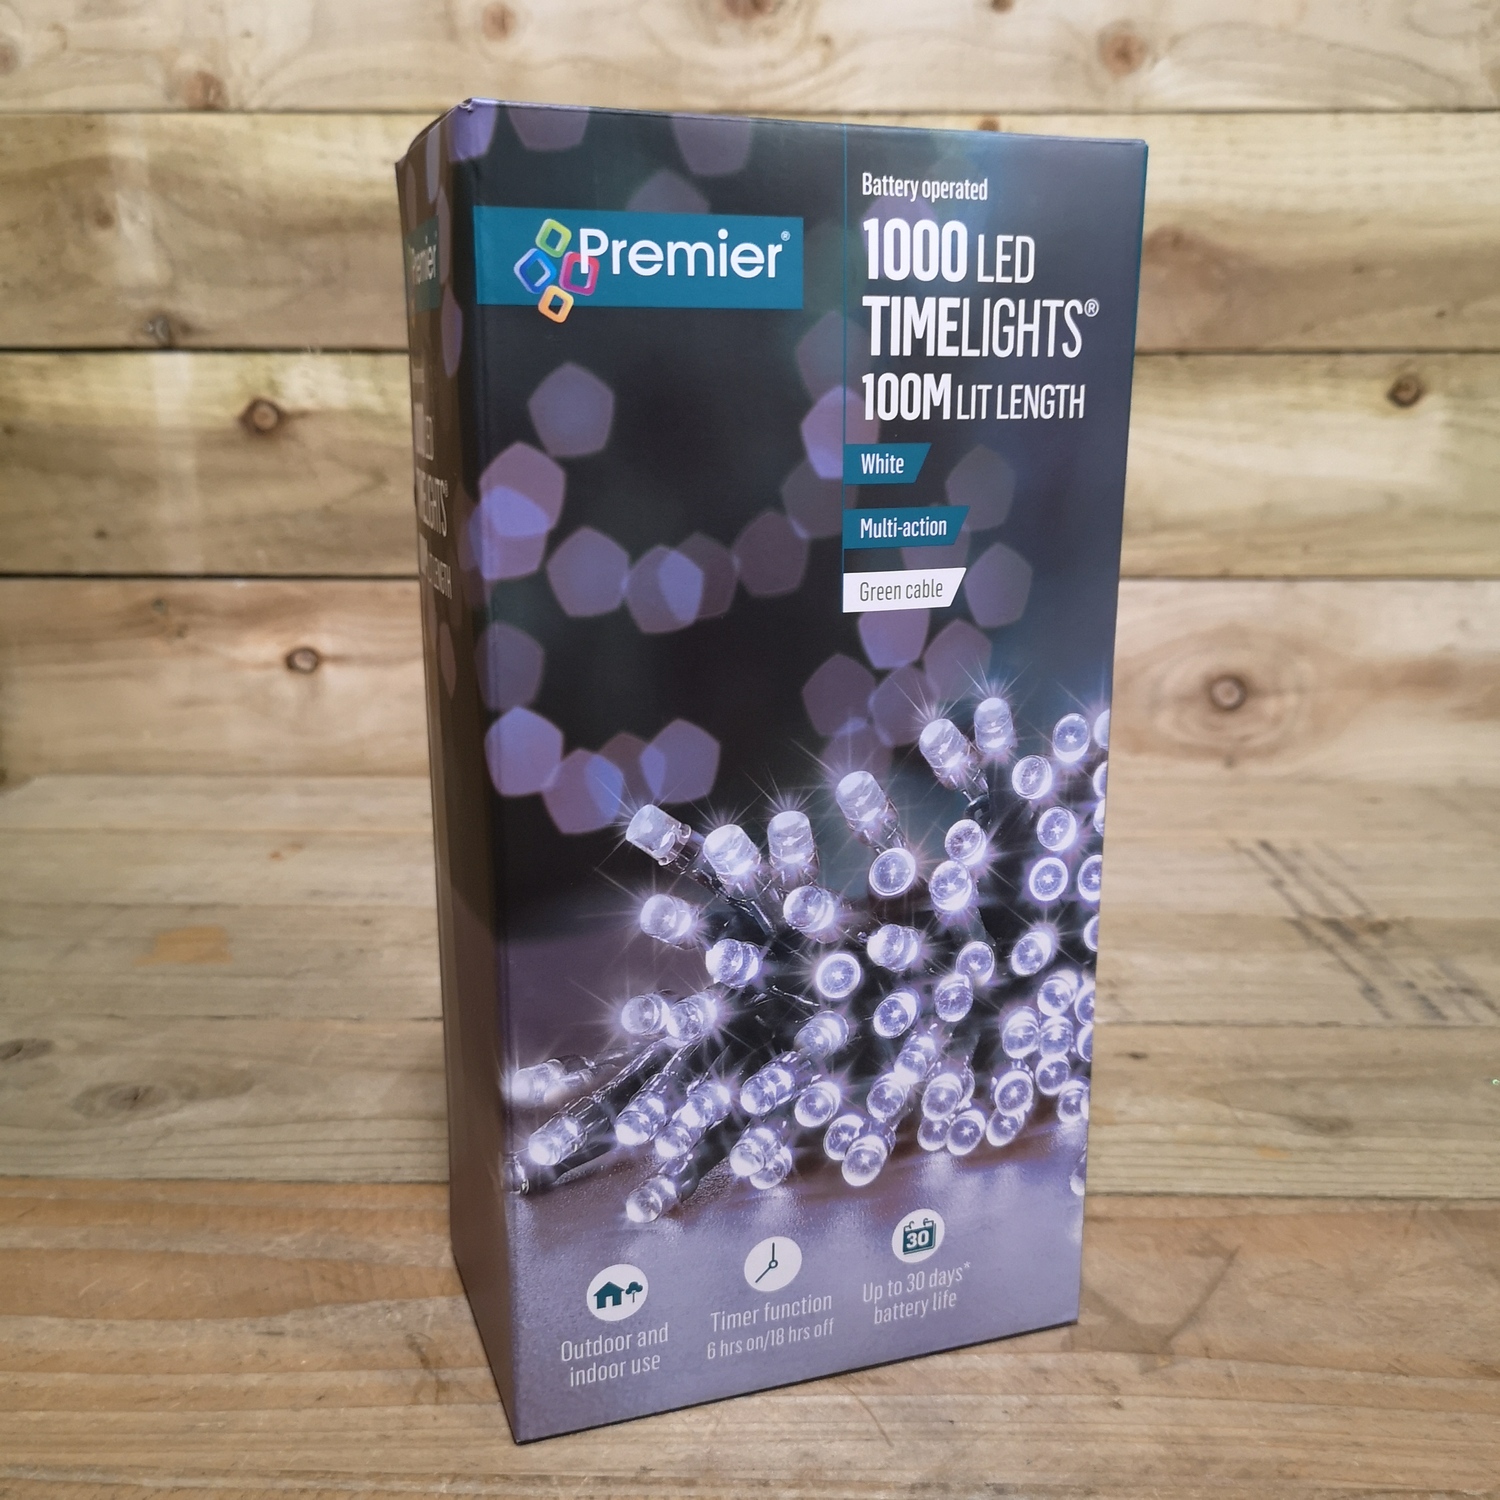 Premier®
Battery operated
1000 LED
TIMELIGHTS®
100M LIT LENGTH
White
Multi-action
Green cable
30
Outdoor and
indoor use
Timer function
6 hrs on/18 hrs off
Up to 30 days*
battery life
Premier